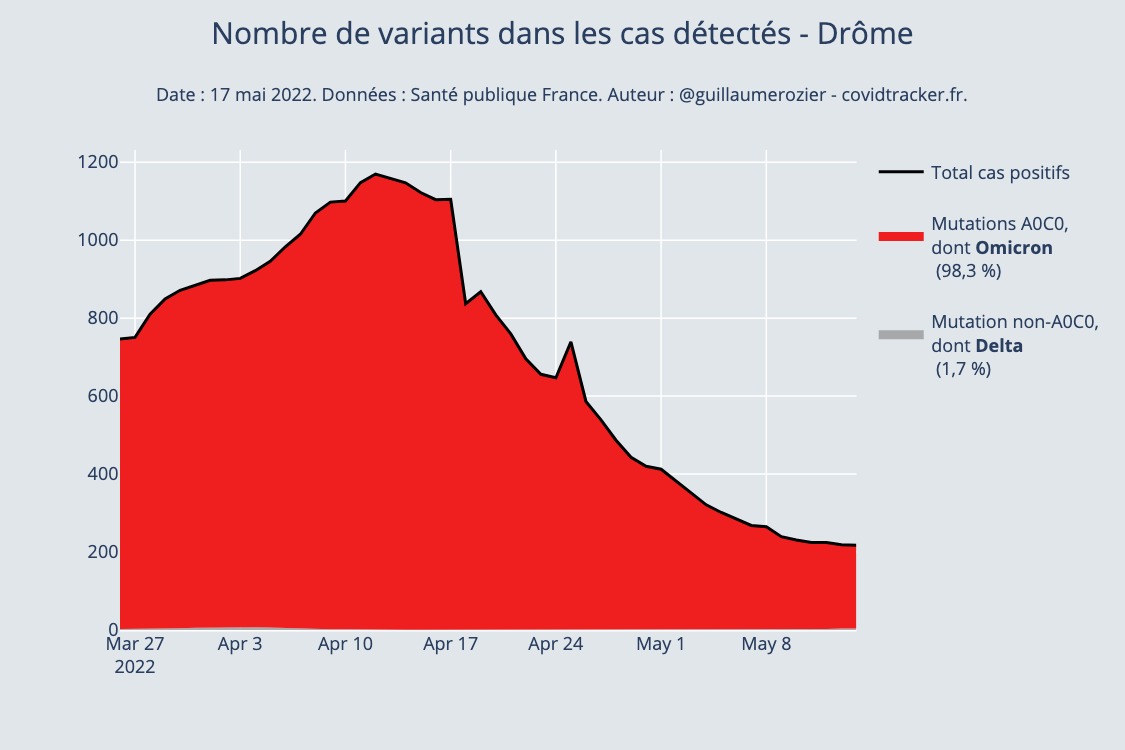 Nombre de variants dans les cas détectés - Drôme
Date : 17 mai 2022. Données : Santé publique France. Auteur : @guillaumerozier - covidtracker.fr.
1200
1000
800
600
400
200
0
Mar 27
2022
Apr 3
Apr 10
Apr 17
Apr 24
May 1
May 8
Total cas positifs
Mutations A0C0,
dont Omicron
(98,3 %)
Mutation non-A0C0,
dont Delta
(1,7 %)